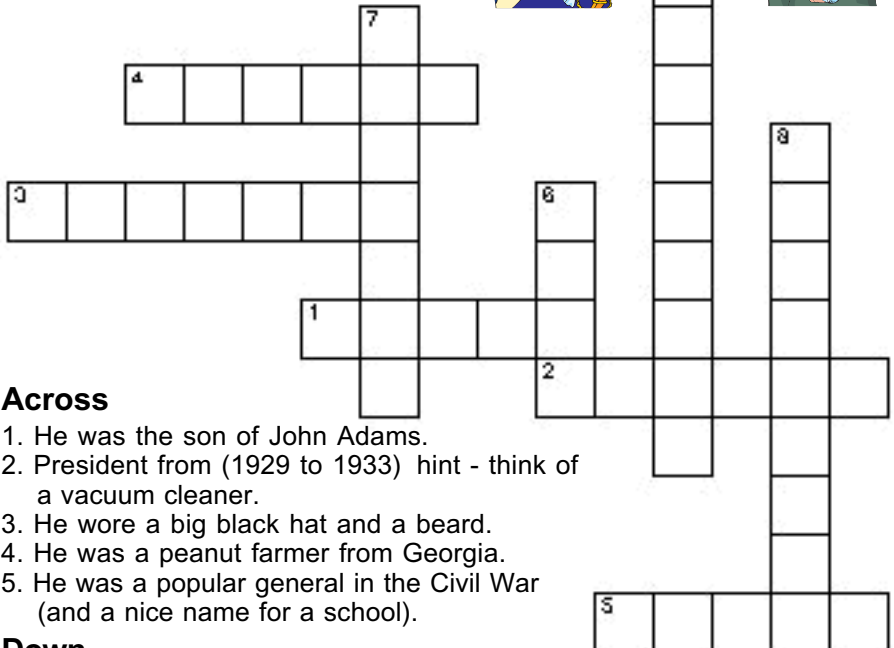 7
4
8
3
6
1
2
Across
1. He was the son of John Adams.
2. President from (1929 to 1933) hint - think of
a vacuum cleaner.
3. He wore a big black hat and a beard.
4. He was a peanut farmer from Georgia.
5. He was a popular general in the Civil War
(and a nice name for a school).
5
Down